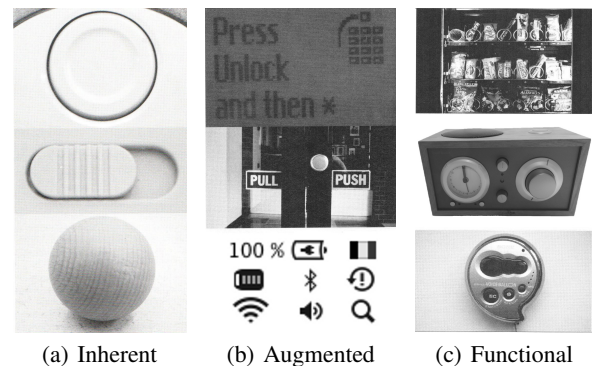 Press
Unlock
and then *
PULL
PUSH
100 %
(a) Inherent
(b) Augmented
(c) Functional